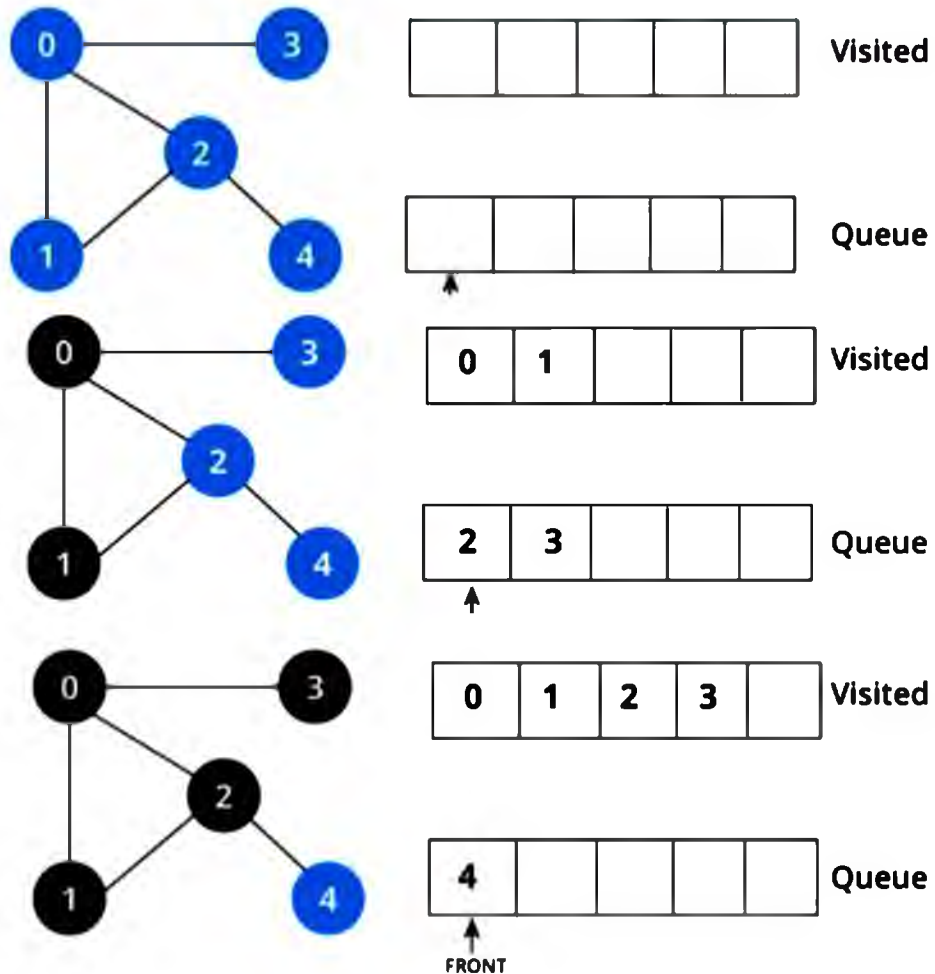 0 3 Visited
2
1 4 Queue
0 3 0 1 Visited
2
1 4 2 3 Queue
0 3 0 1 2 3 Visited
2
1 4 4 Queue
FRONT